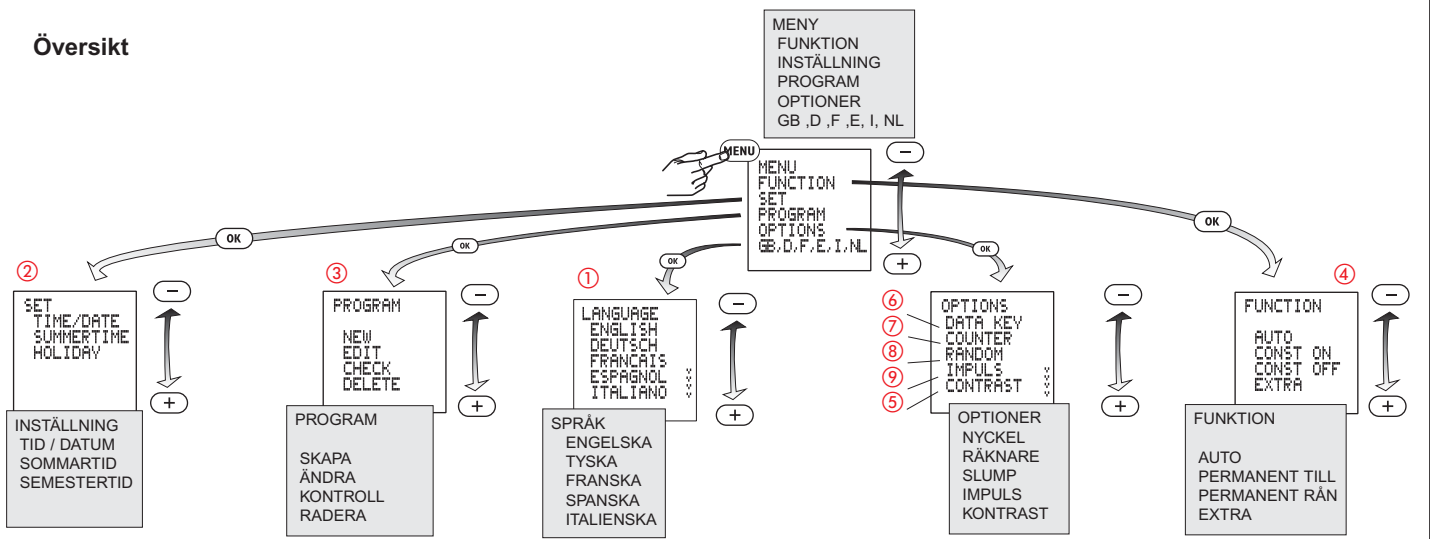 Översikt
MENY
FUNKTION
INSTÄLLNING
PROGRAM
OPTIONER
GB ,D ,F ,E, I, NL
MENU
−
MENU
FUNCTION
SET
PROGRAM
OPTIONS
GB,D,F,E,I,NL
+
OK
OK
OK
OK
OK
②
SET
TIME/DATE
SUMMERTIME
HOLIDAY
−
+
INSTÄLLNING
TID / DATUM
SOMMARTID
SEMESTERTID
③
PROGRAM
NEW
EDIT
CHECK
DELETE
−
+
PROGRAM
SKAPA
ÄNDRA
KONTROLL
RADERA
①
LANGUAGE
ENGLISH
DEUTSCH
FRANCAIS
ESPAGNOL
ITALIANO
−
+
SPRÅK
ENGELSKA
TYSKA
FRANSKA
SPANSKA
ITALIENSKA
OPTIONS
⑥ DATA KEY
⑦ COUNTER
⑧ RANDOM
⑨ IMPULS
⑤ CONTRAST
−
+
OPTIONER
NYCKEL
RÄKNARE
SLUMP
IMPULS
KONTRAST
④
FUNCTION
AUTO
CONST ON
CONST OFF
EXTRA
−
+
FUNKTION
AUTO
PERMANENT TILL
PERMANENT RÅN
EXTRA